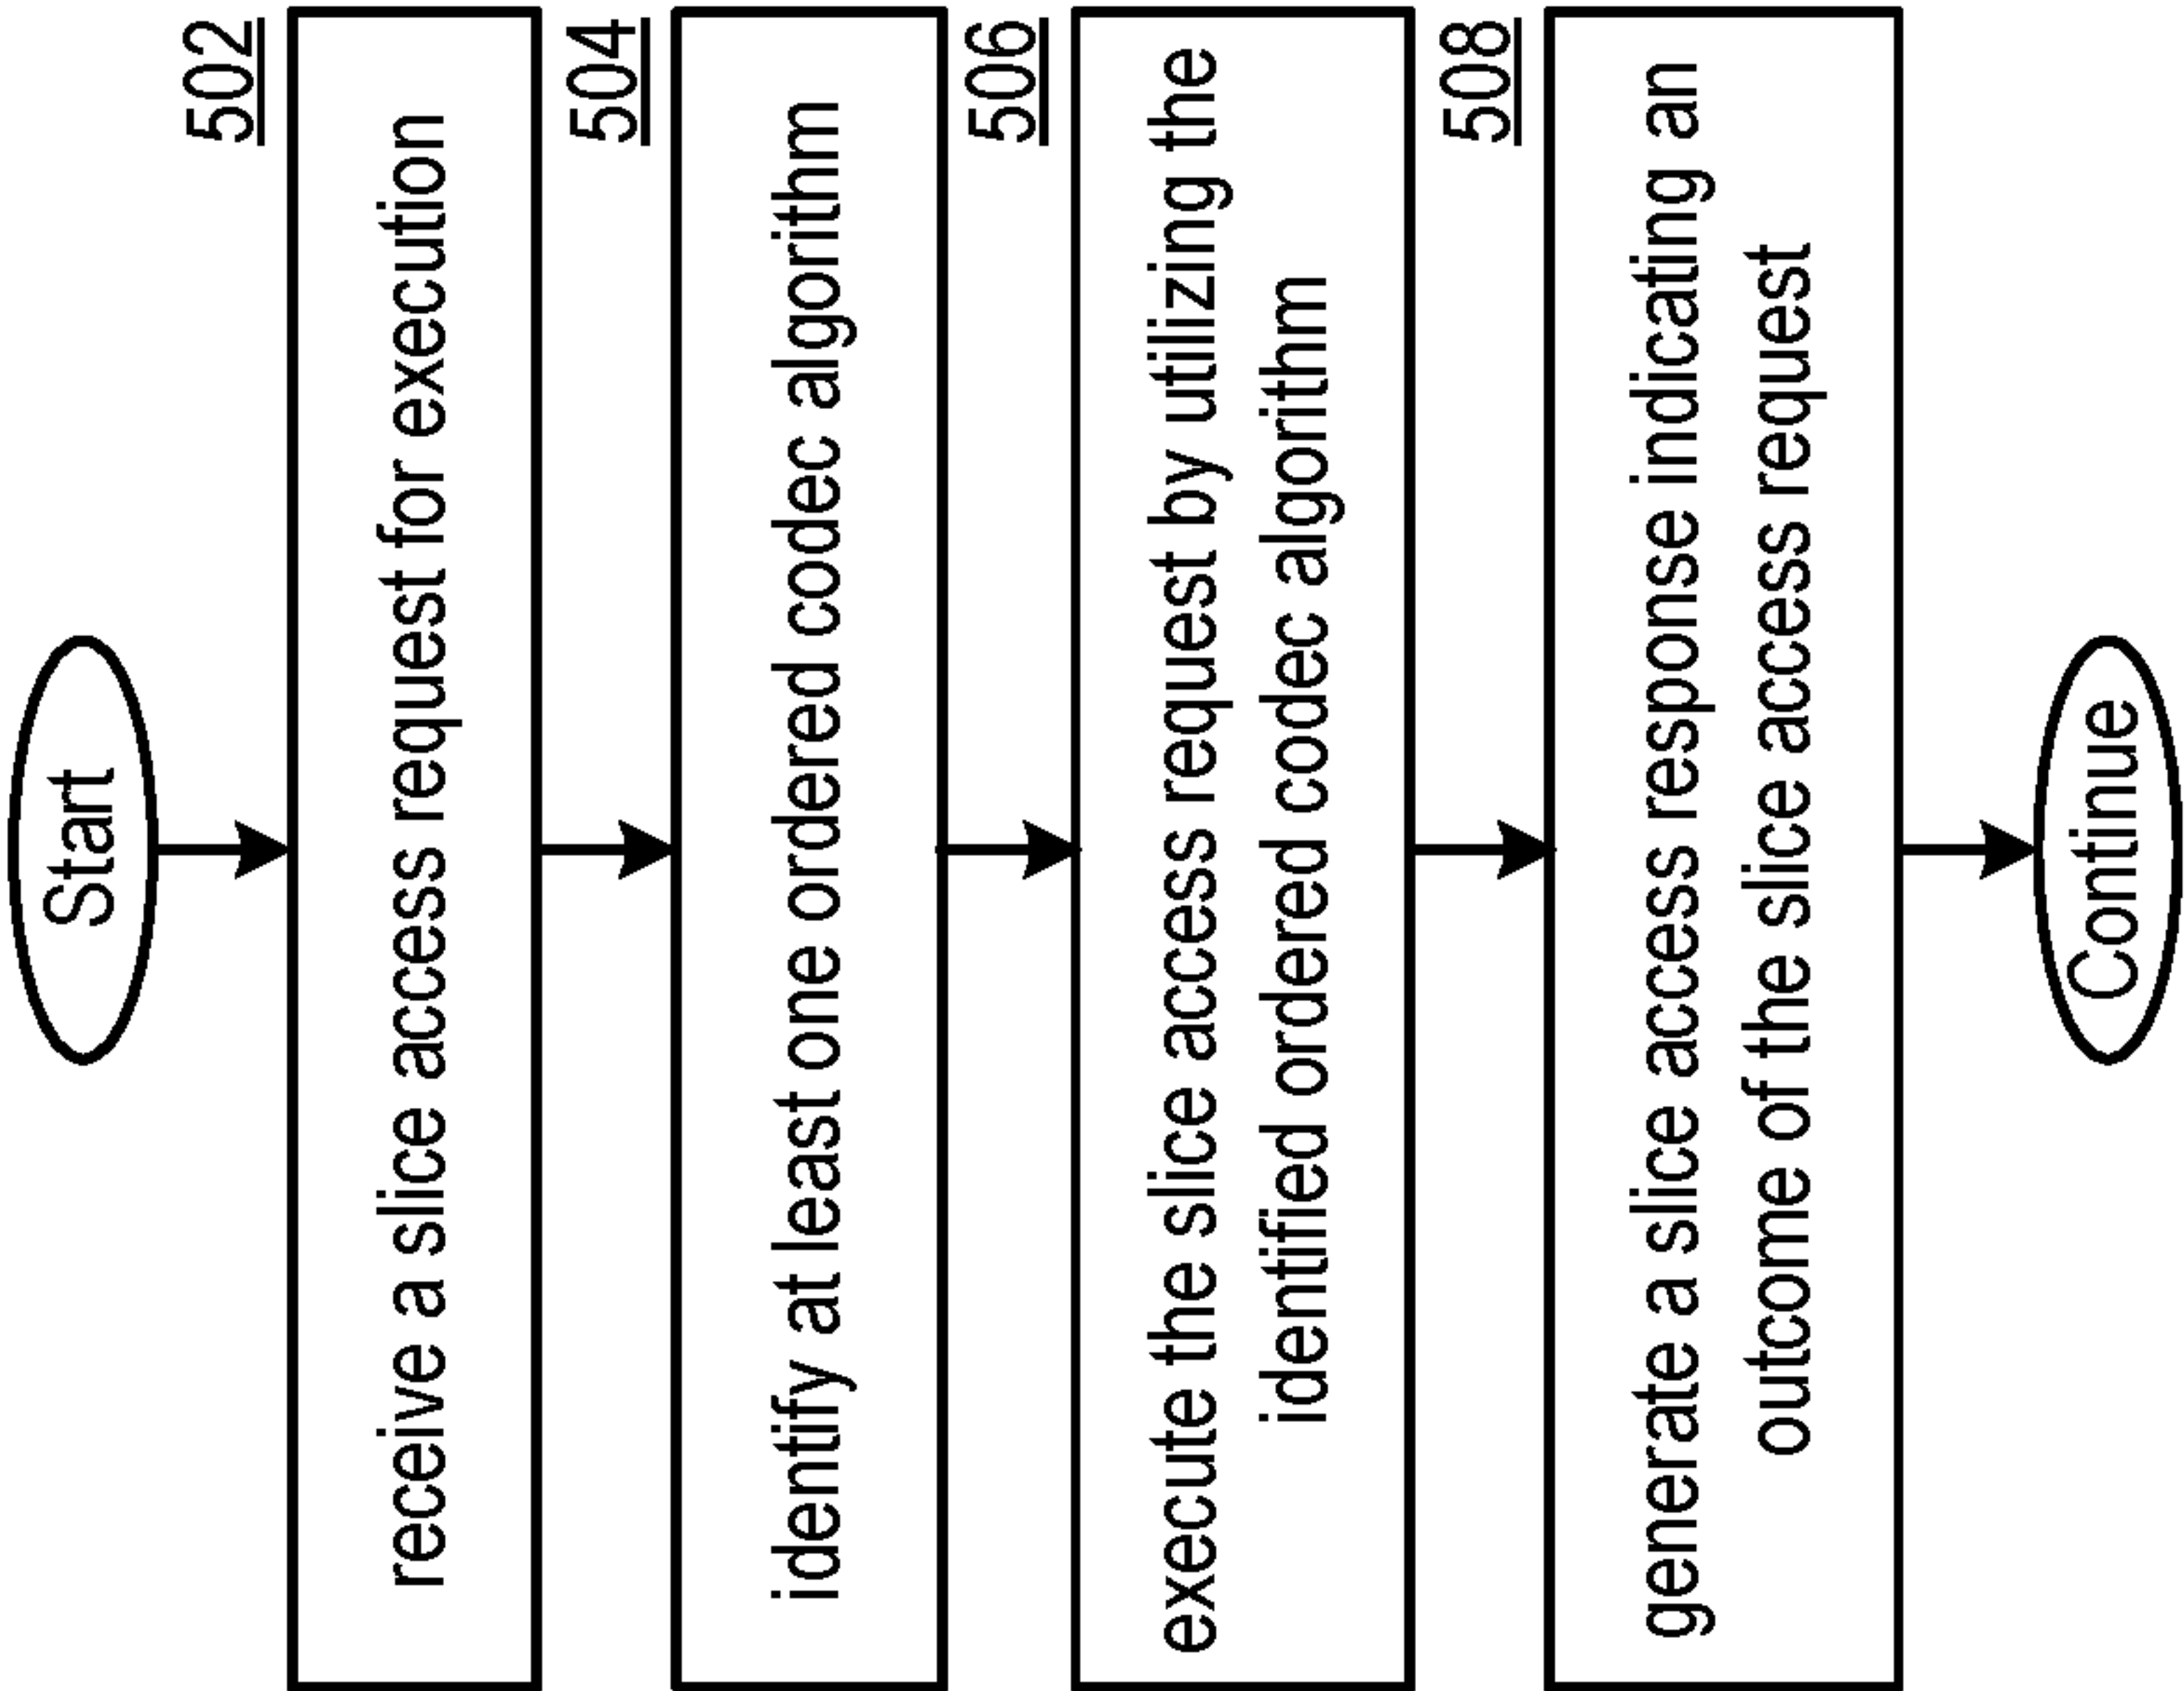 Start
502
receive a slice access request for execution
504
identify at least one ordered codec algorithm
506
execute the slice access request by utilizing the
identified ordered codec algorithm
508
generate a slice access response indicating an
outcome of the slice access request
Continue